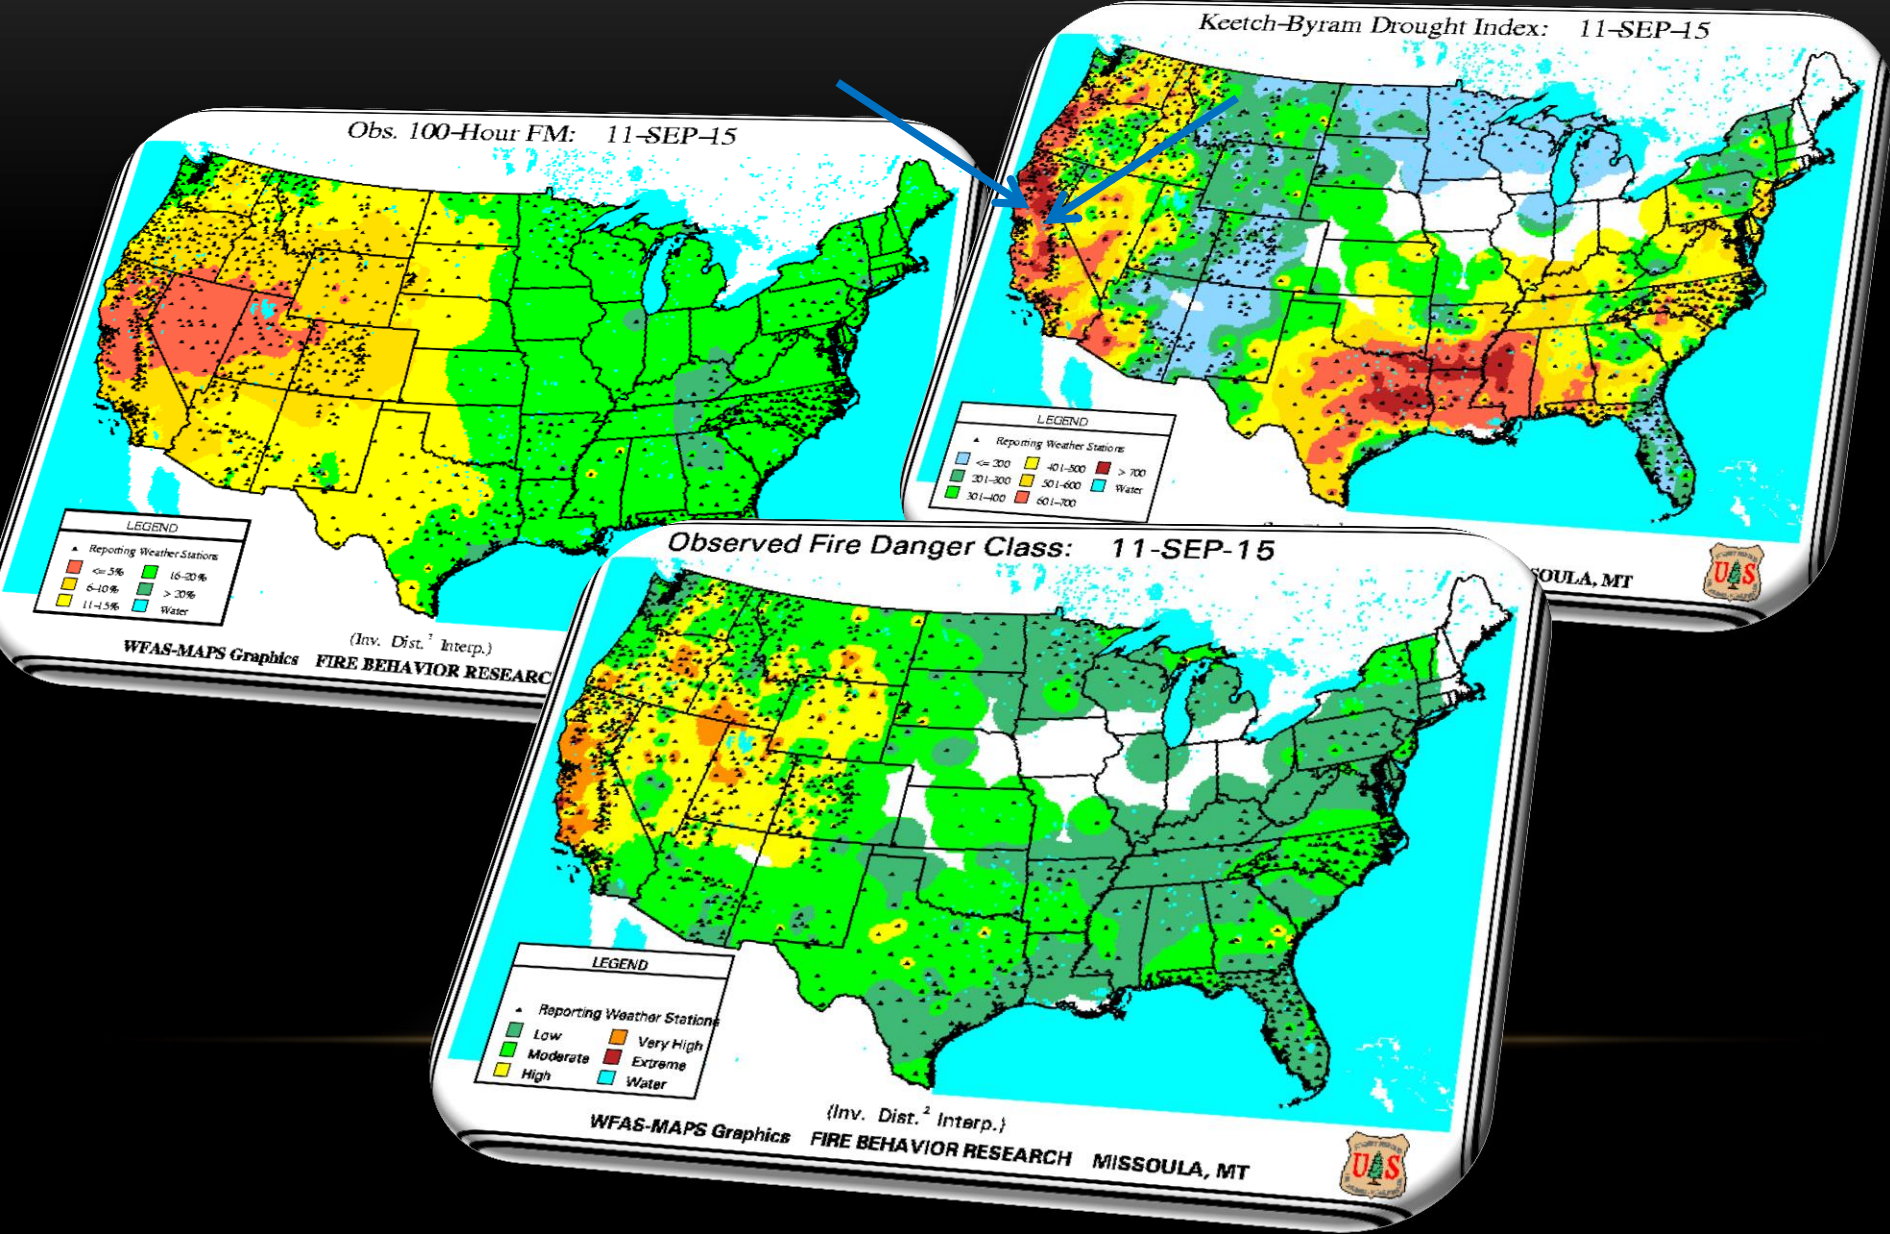 Keetch-Byram Drought Index: 11-SEP-15
LEGEND
Reporting Weather Stations
<= 200
401-500
> 700
201-300
501-600
Water
301-400
601-700
SOULA, MT
US
Obs. 100-Hour FM: 11-SEP-15
LEGEND
Reporting Weather Stations
<= 5%
16-20%
6-10%
> 20%
11-15%
Water
(Inv. Dist.² Interp.)
WFAS-MAPS Graphics FIRE BEHAVIOR RESEARC
Observed Fire Danger Class: 11-SEP-15
LEGEND
Reporting Weather Stations
Low
Very High
Moderate
Extreme
High
Water
(Inv. Dist.² Interp.)
WFAS-MAPS Graphics FIRE BEHAVIOR RESEARCH MISSOULA, MT
US